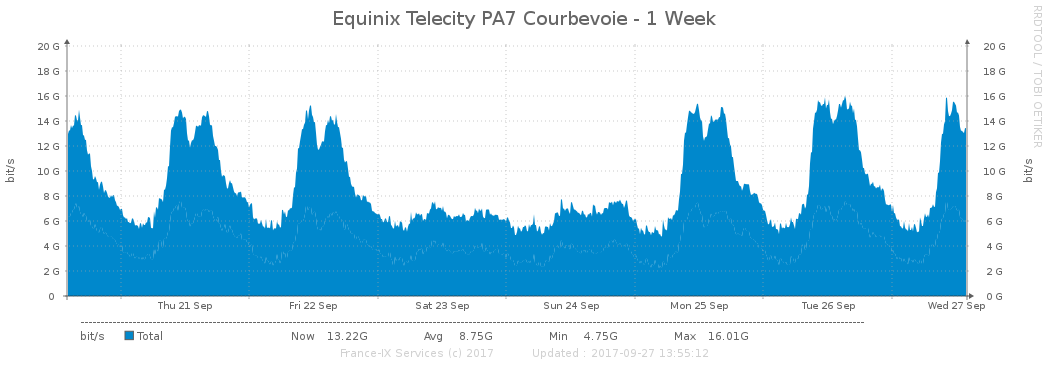 Equinix Telecity PA7 Courbevoie - 1 Week
RRDTOOL / TOBI OETIKER
20 G 20 G
18 G 18 G
16 G 16 G
14 G 14 G
12 G 12 G
10 G 10 G
8 G 8 G
6 G 6 G
4 G 4 G
2 G 2 G
0 0 G
bit/s
bit/s
Thu 21 Sep Fri 22 Sep Sat 23 Sep Sun 24 Sep Mon 25 Sep Tue 26 Sep Wed 27 Sep
bit/s Total Now 13.22G Avg 8.75G Min 4.75G Max 16.01G
France-IX Services (c) 2017 Updated : 2017-09-27 13:55:12